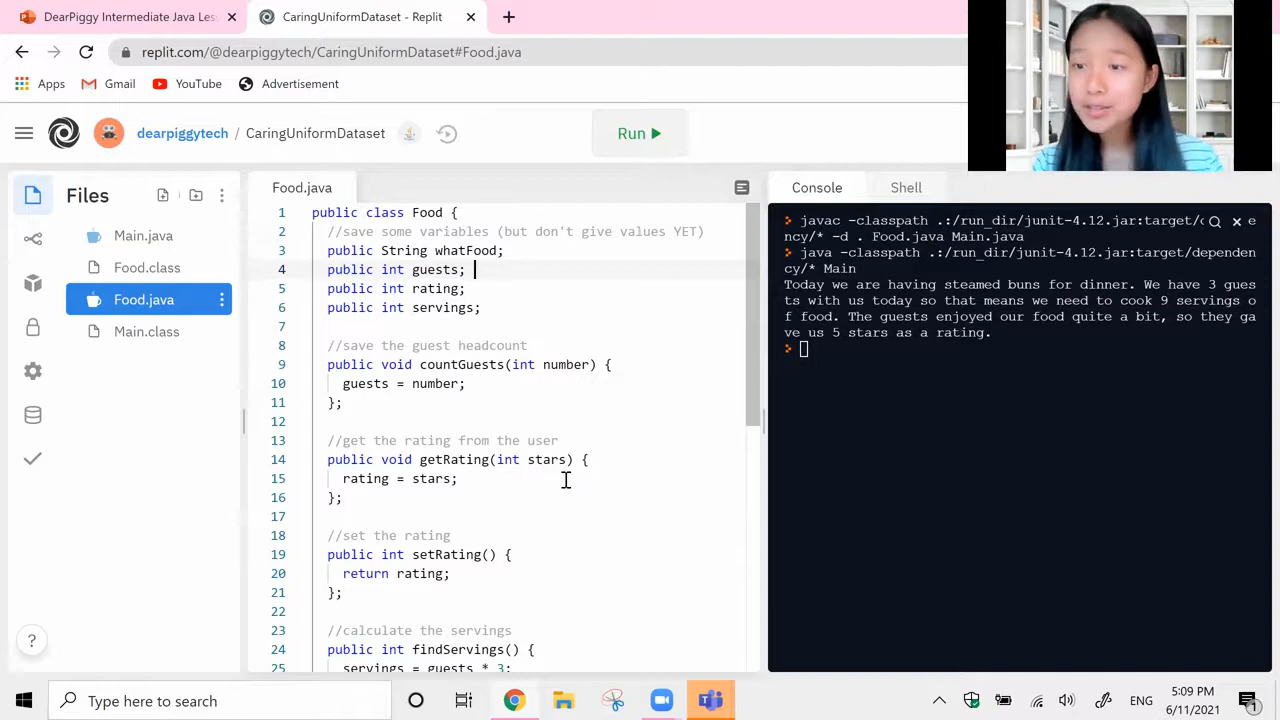 DearPiggy Intermediate Java Les
CaringUniformDataset - Replit
replit.com/@dearpiggytech/CaringUniformDataset#Food.java
Apps
Gmail
YouTube
Advertisement
dearpiggytech / CaringUniformDataset
Run
Files
Main.java
Food.class
Food.java
Main.class
Food.java
1 public class Food {
2 //save some variables (but don't give values YET)
3 public String whatFood;
4 public int guests;
5 public int rating;
6 public int servings;
7
8 //save the guest headcount
9 public void countGuests(int number) {
10 guests = number;
11 };
12
13 //get the rating from the user
14 public void getRating(int stars) {
15 rating = stars;
16 };
17
18 //set the rating
19 public int setRating() {
20 return rating;
21 };
22
23 //calculate the servings
24 public int findServings() {
25 servings = guests * 3;
Console
Shell
javac -classpath .:/run_dir/junit-4.12.jar:target/
ency/* -d . Food.java Main.java
java -classpath .:/run_dir/junit-4.12.jar:target/dependen
cy/* Main
Today we are having steamed buns for dinner. We have 3 gues
ts with us today so that means we need to cook 9 servings o
f food. The guests enjoyed our food quite a bit, so they ga
ve us 5 stars as a rating.
?
Type here to search
ENG
5:09 PM
6/11/2021
1